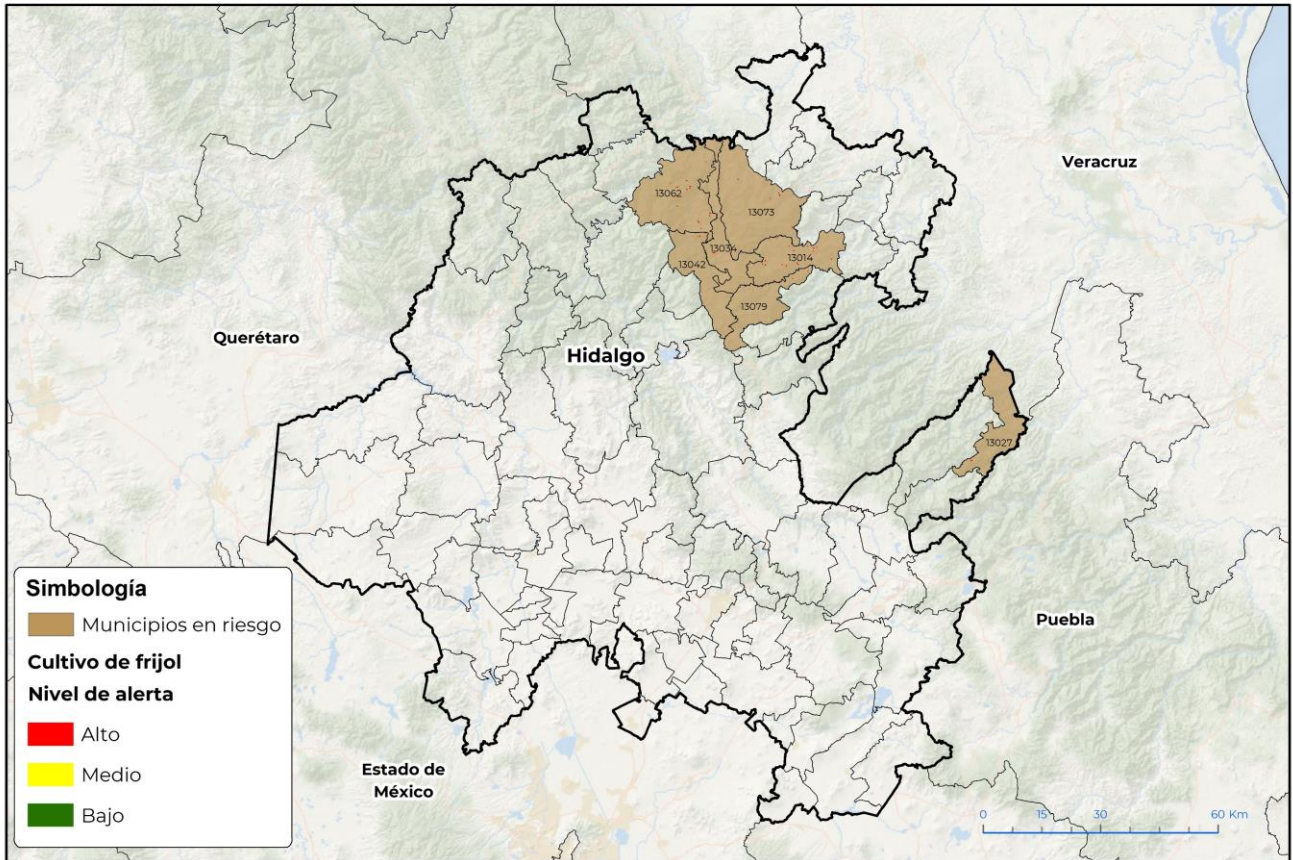 Veracruz
13062
13073
13034
13042
13014
13079
Querétaro
Hidalgo
13027
Simbología
Municipios en riesgo
Cultivo de frijol
Nivel de alerta
Alto
Medio
Bajo
Puebla
Estado de
México
0 15 30 60 Km